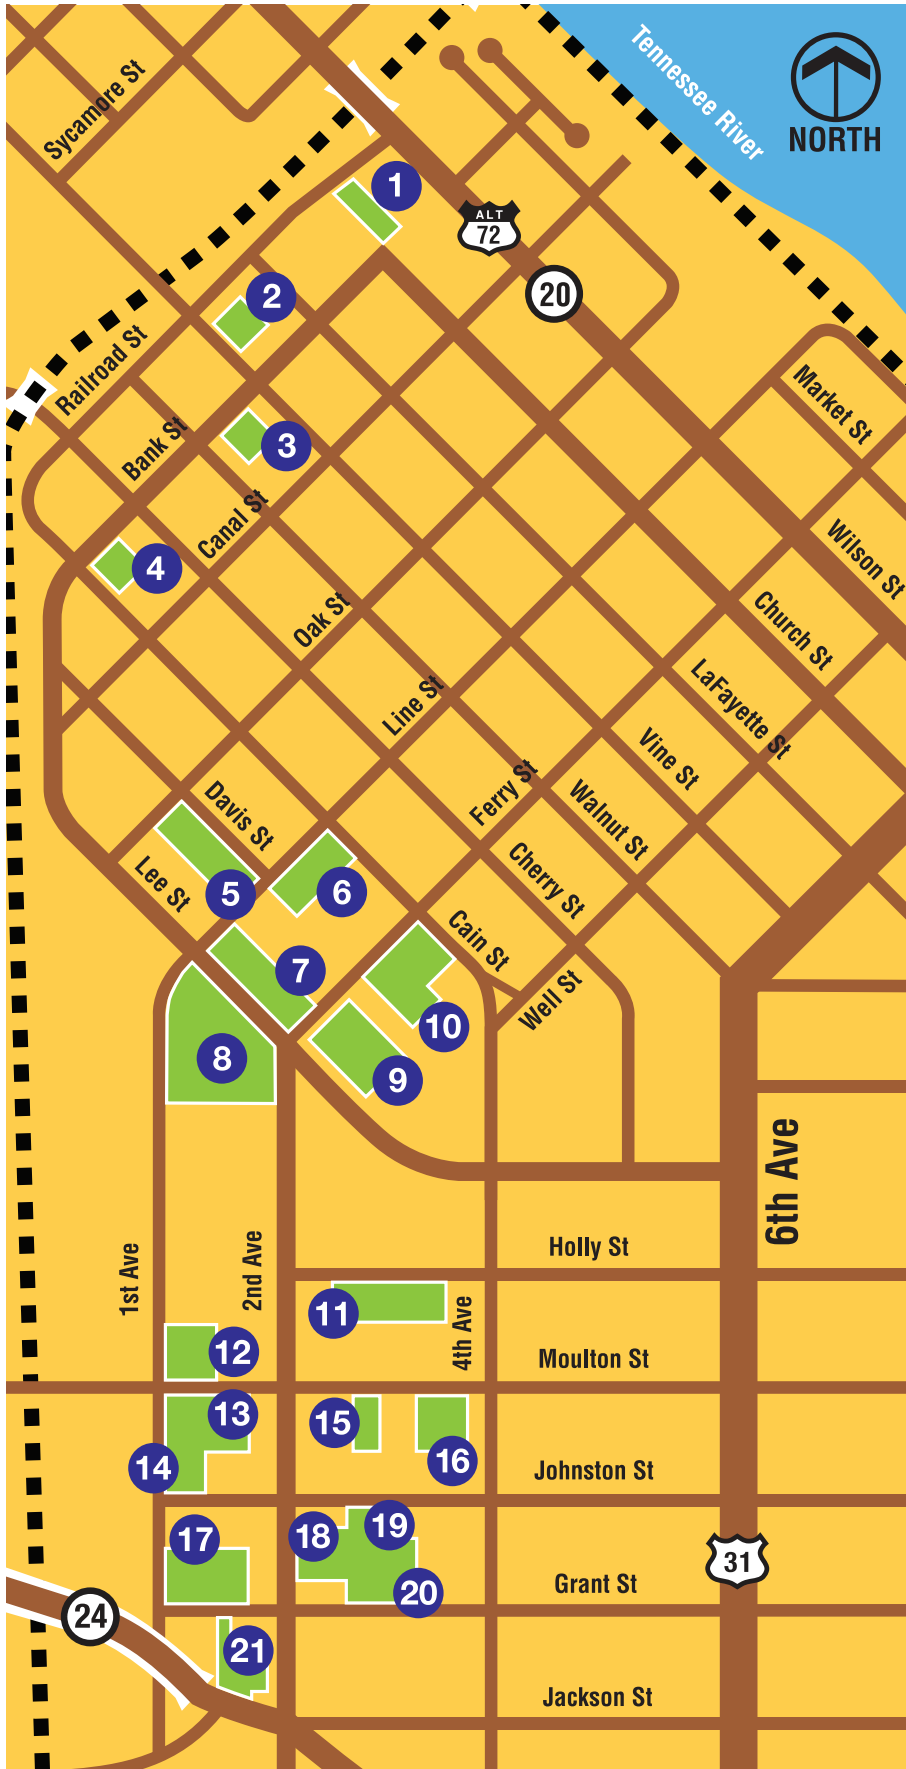 Tennessee River
NORTH
Sycamore St
1
ALT
72
20
2
Railroad St
Market St
Bank St
3
Canal St
Wilson St
4
Oak St
Church St
Line St
LaFayette St
Vine St
Ferry St
Davis St
Walnut St
Cherry St
Lee St
5
6
Cain St
7
Well St
10
8
9
6th Ave
Holly St
1st Ave
2nd Ave
11
4th Ave
12
Moulton St
13
15
16
14
Johnston St
17
18
19
31
Grant St
20
24
21
Jackson St